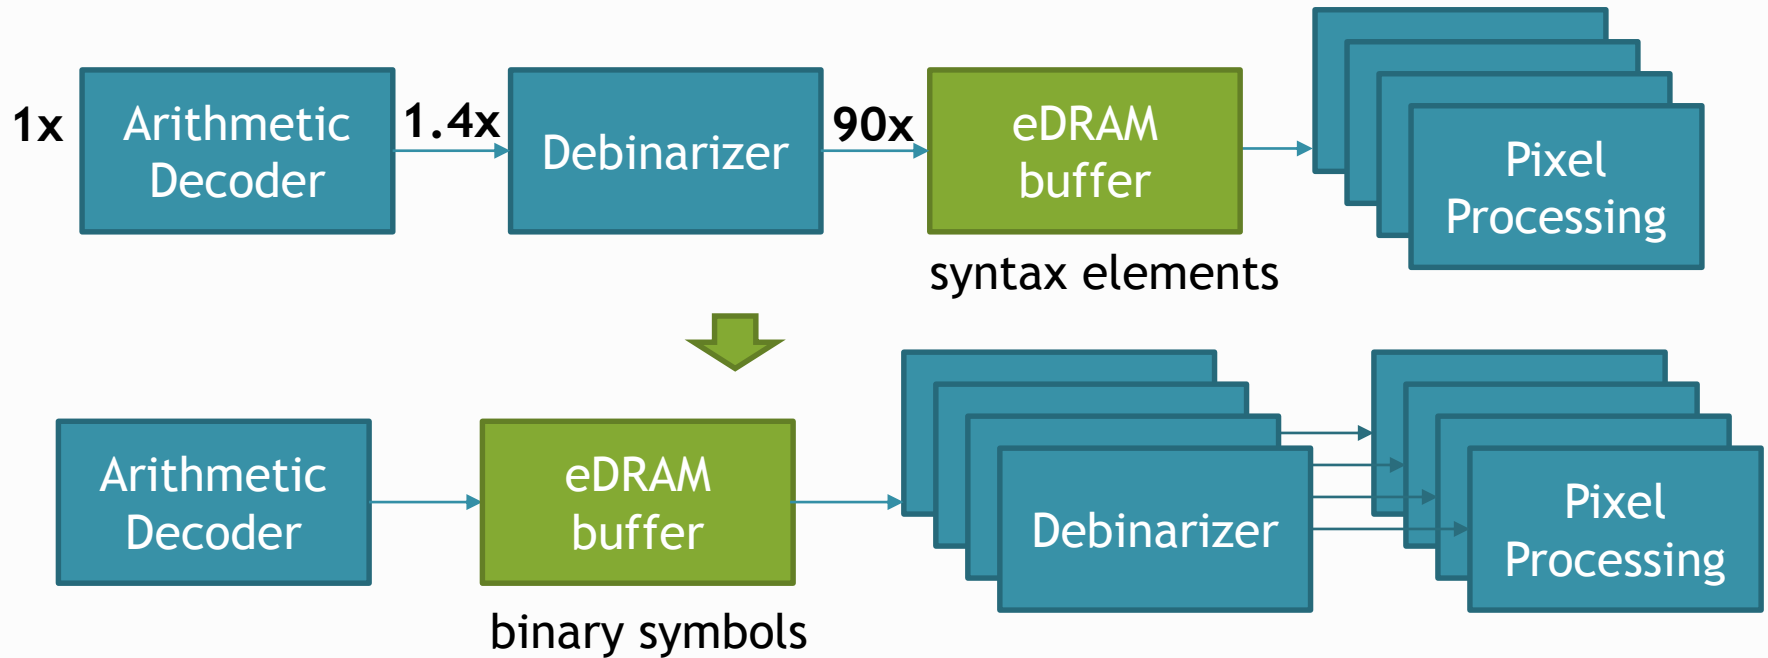 1x
Arithmetic
Decoder
1.4x
Debinarizer
90x
eDRAM
buffer
Pixel
Processing
syntax elements
Arithmetic
Decoder
eDRAM
buffer
Debinarizer
Pixel
Processing
binary symbols